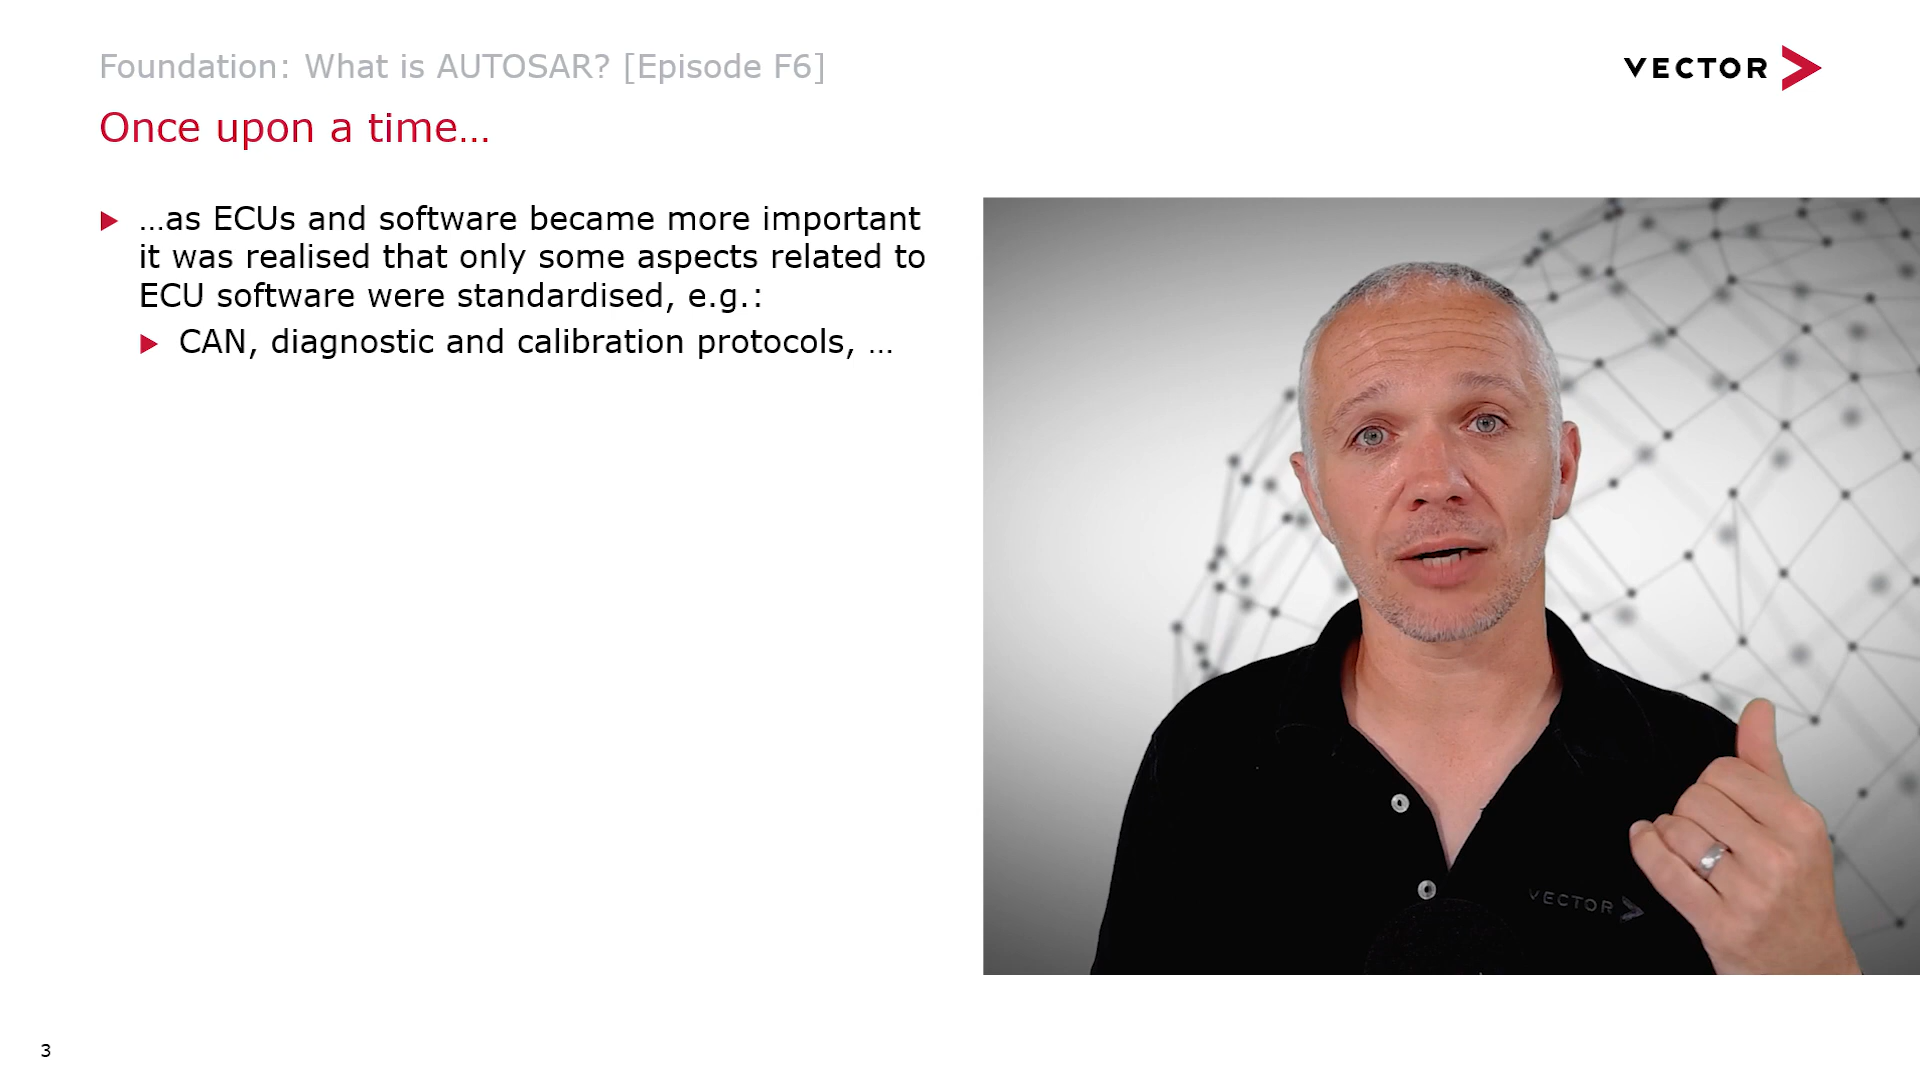 Foundation: What is AUTOSAR? [Episode F6]
VECTOR
Once upon a time…
…as ECUs and software became more important
it was realised that only some aspects related to
ECU software were standardised, e.g.:
CAN, diagnostic and calibration protocols, …
VECTOR
3